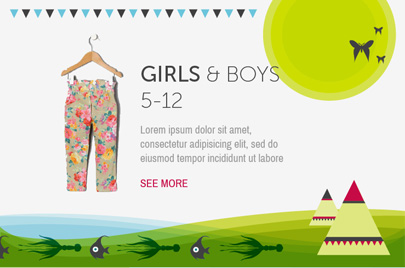 GIRLS & BOYS
5-12
Lorem ipsum dolor sit amet,
consectetur adipiscing elit, sed do
eiusmod tempor incididunt ut labore
SEE MORE